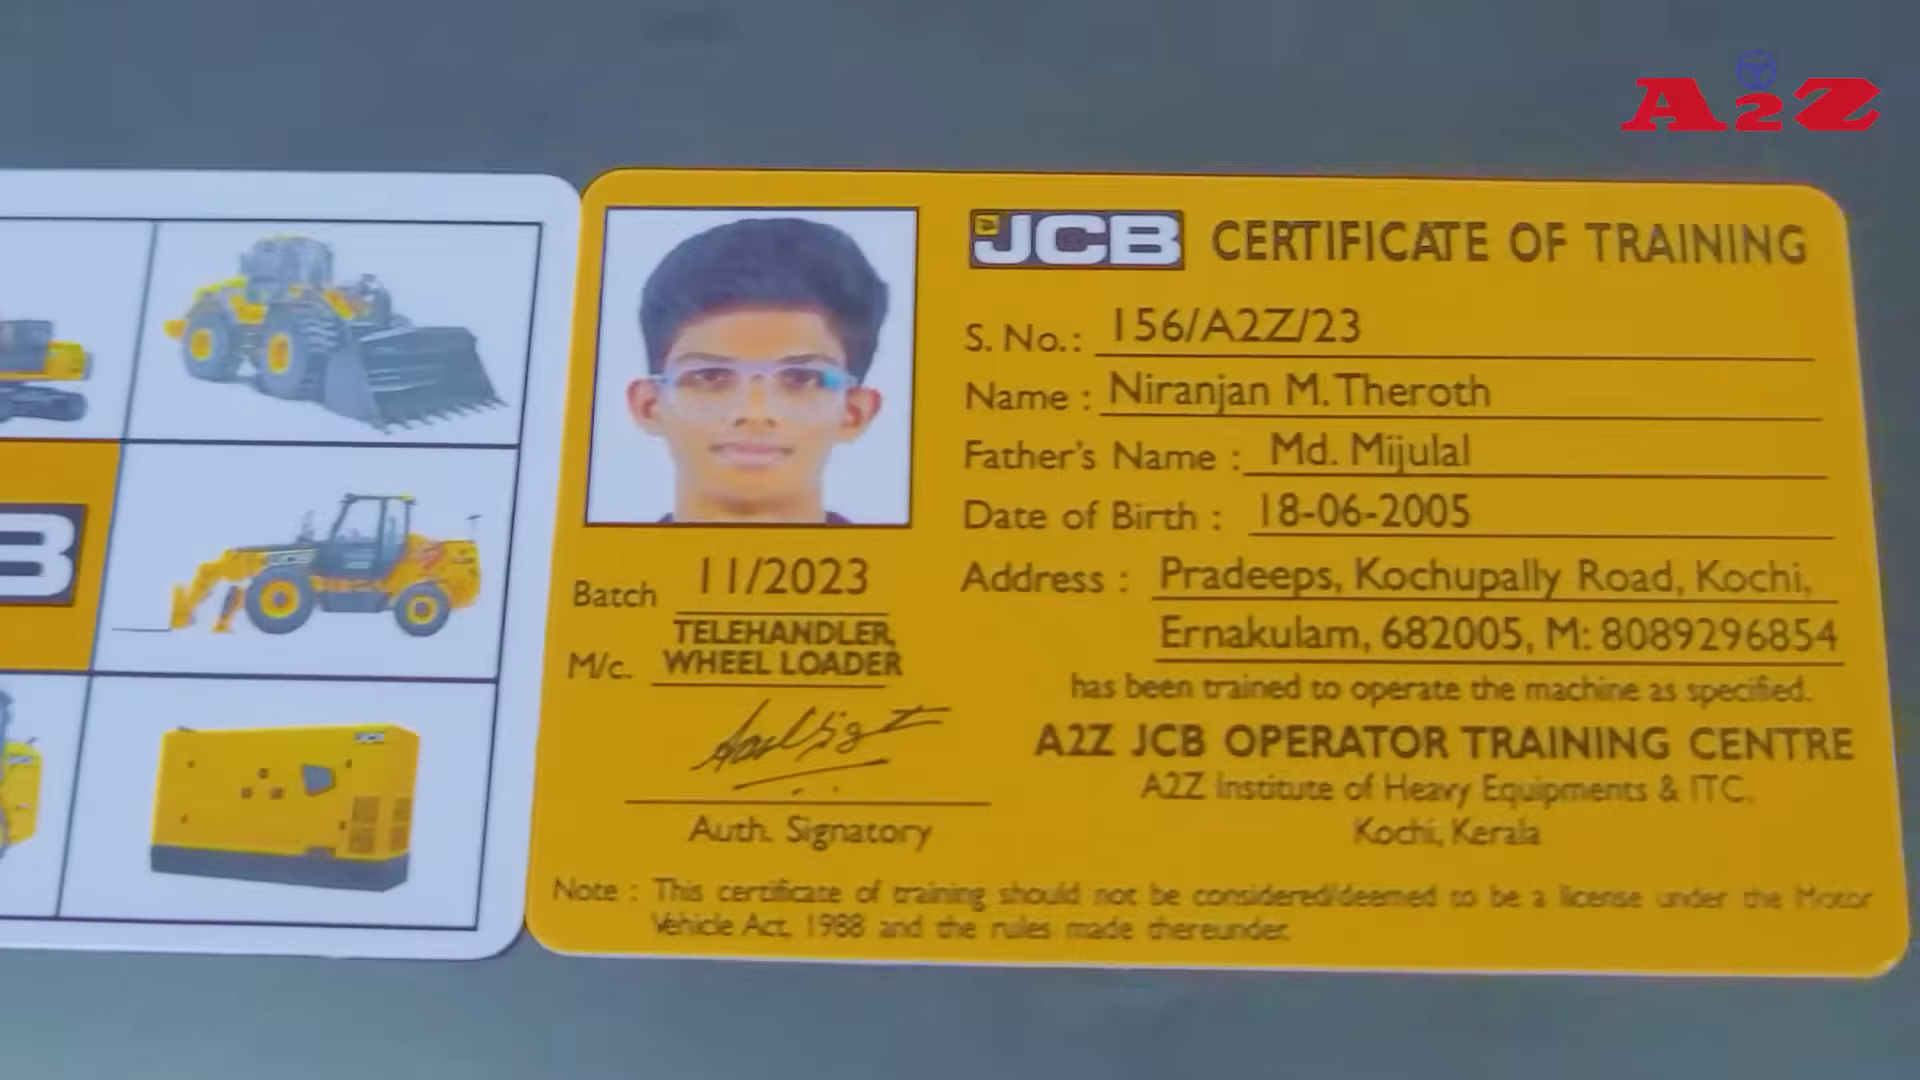 A2Z
JCB CERTIFICATE OF TRAINING
S. No.: 156/A2Z/23
Name : Niranjan M. Theroth
Father's Name : Md. Mijulal
Date of Birth : 18-06-2005
Address : Pradeeps, Kochupally Road, Kochi,
Ernakulam, 682005, M: 8089296854
has been trained to operate the machine as specified.
A2Z JCB OPERATOR TRAINING CENTRE
A2Z Institute of Heavy Equipments & ITC.
Kochi, Kerala
Batch 11/2023
M/c. TELEHANDLER,
WHEEL LOADER
Auth. Signatory
Note : This certificate of training should not be considered/deemed to be a license under the Motor
Vehicle Act, 1988 and the rules made thereunder.
JCB
JCB